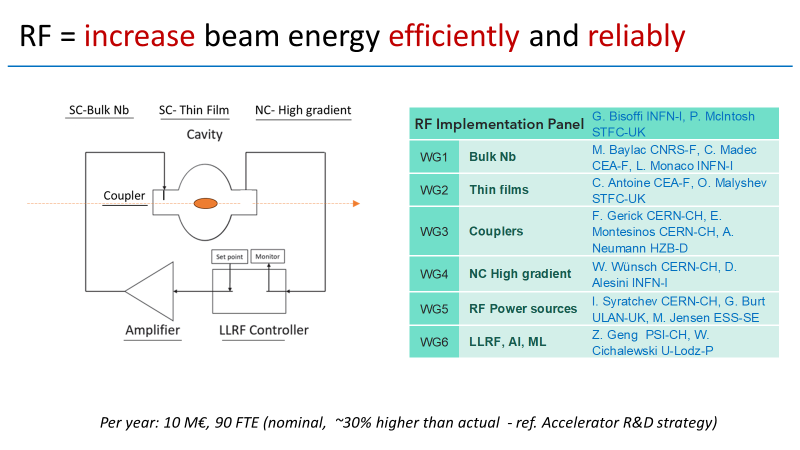 RF = increase beam energy efficiently and reliably
SC-Bulk Nb
SC- Thin Film
NC- High gradient
Cavity
Coupler
Set point
Monitor
Amplifier
LLRF Controller
RF Implementation Panel
G. Bisoffi INFN-I, P. McIntosh
STFC-UK
WG1
Bulk Nb
M. Baylac CNRS-F, C. Madec
CEA-F, L. Monaco INFN-I
WG2
Thin films
C. Antoine CEA-F, O. Malyshev
STFC-UK
WG3
Couplers
F. Gerick CERN-CH, E.
Montesinos CERN-CH, A.
Neumann HZB-D
WG4
NC High gradient
W. Wünsch CERN-CH, D.
Alesini INFN-I
WG5
RF Power sources
I. Syratchev CERN-CH, G. Burt
ULAN-UK, M. Jensen ESS-SE
WG6
LLRF, AI, ML
Z. Geng  PSI-CH, W.
Cichalewski U-Lodz-P
Per year: 10 M€, 90 FTE (nominal,  ~30% higher than actual  - ref. Accelerator R&D strategy)